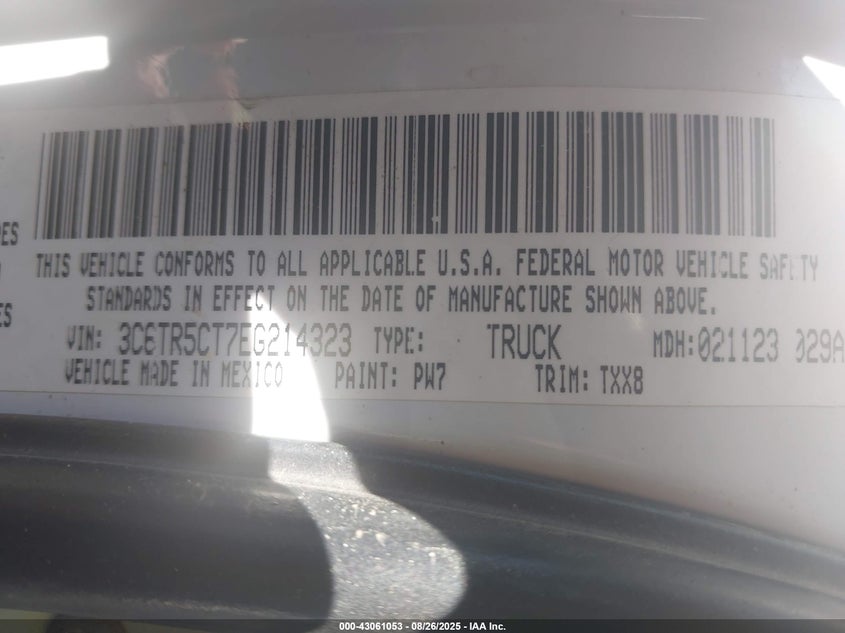 DES
THIS VEHICLE CONFORMS TO ALL APPLICABLE U.S.A. FEDERAL MOTOR VEHICLE SAFETY
ES
STANDARDS IN EFFECT ON THE DATE OF MANUFACTURE SHOWN ABOVE.
VIN: 3C6TR5CT7EG214323 TYPE: TRUCK MDH:021123 029A
VEHICLE MADE IN MEXICO PAINT: PW7 TRIM: TXX8
000-43061053 - 08/26/2025 - IAA Inc.